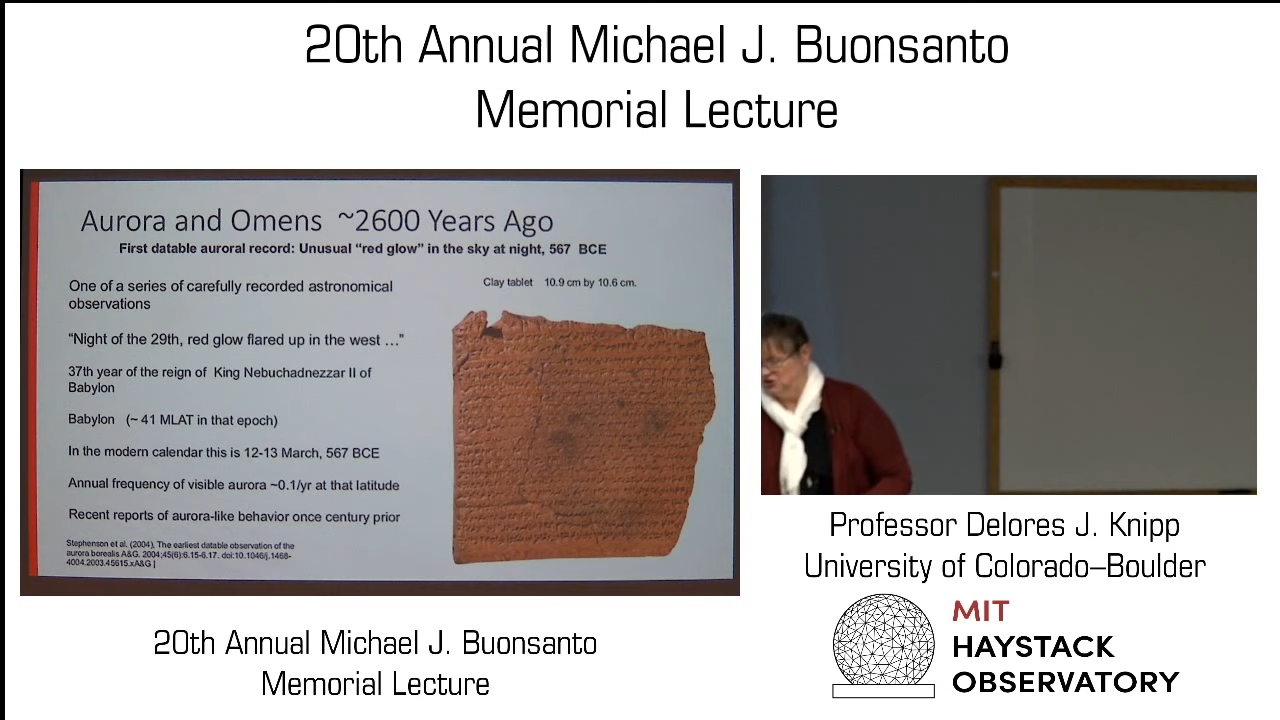 20th Annual Michael J. Buonsanto
Memorial Lecture
Aurora and Omens ~2600 Years Ago
First datable auroral record: Unusual “red glow” in the sky at night, 567 BCE
One of a series of carefully recorded astronomical
observations
Clay tablet 10.9 cm by 10.6 cm.
“Night of the 29th, red glow flared up in the west ...”
37th year of the reign of King Nebuchadnezzar II of
Babylon
Babylon (~ 41 MLAT in that epoch)
In the modern calendar this is 12-13 March, 567 BCE
Annual frequency of visible aurora ~0.1/yr at that latitude
Recent reports of aurora-like behavior once century prior
Stephenson et al. (2004), The earliest datable observation of the
aurora borealis A&G. 2004;45(6):6.15-6.17. doi:10.1046/j.1468-
4004.2003.45615.xA&G |
20th Annual Michael J. Buonsanto
Memorial Lecture
Professor Delores J. Knipp
University of Colorado–Boulder
MIT
HAYSTACK
OBSERVATORY